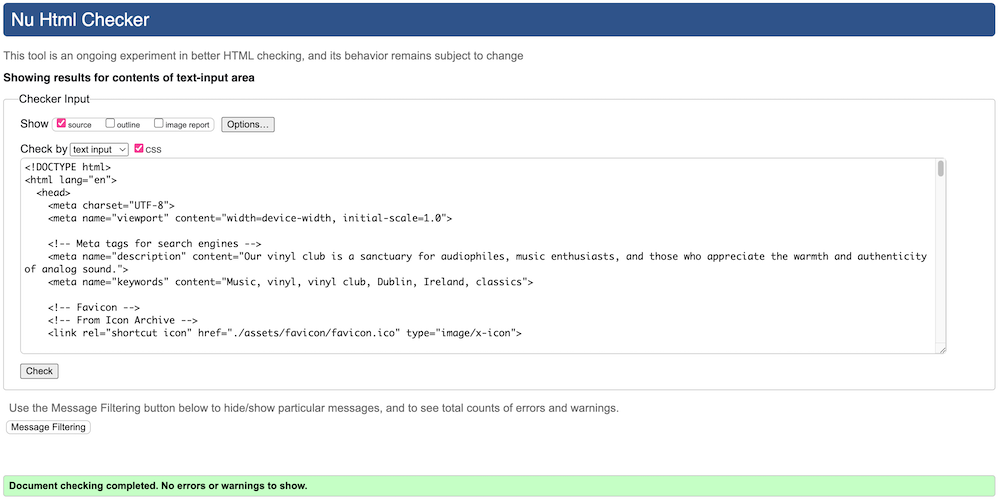 Nu Html Checker
This tool is an ongoing experiment in better HTML checking, and its behavior remains subject to change
Showing results for contents of text-input area
Checker Input
Show source outline image report Options...
Check by text input css
<!DOCTYPE html>
<html lang="en">
<head>
<meta charset="UTF-8">
<meta name="viewport" content="width=device-width, initial-scale=1.0">
<!-- Meta tags for search engines -->
<meta name="description" content="Our vinyl club is a sanctuary for audiophiles, music enthusiasts, and those who appreciate the warmth and authenticity
of analog sound.">
<meta name="keywords" content="Music, vinyl, vinyl club, Dublin, Ireland, classics">
<!-- Favicon -->
<!-- From Icon Archive -->
<link rel="shortcut icon" href="./assets/favicon/favicon.ico" type="image/x-icon">
Check
Use the Message Filtering button below to hide/show particular messages, and to see total counts of errors and warnings.
Message Filtering
Document checking completed. No errors or warnings to show.